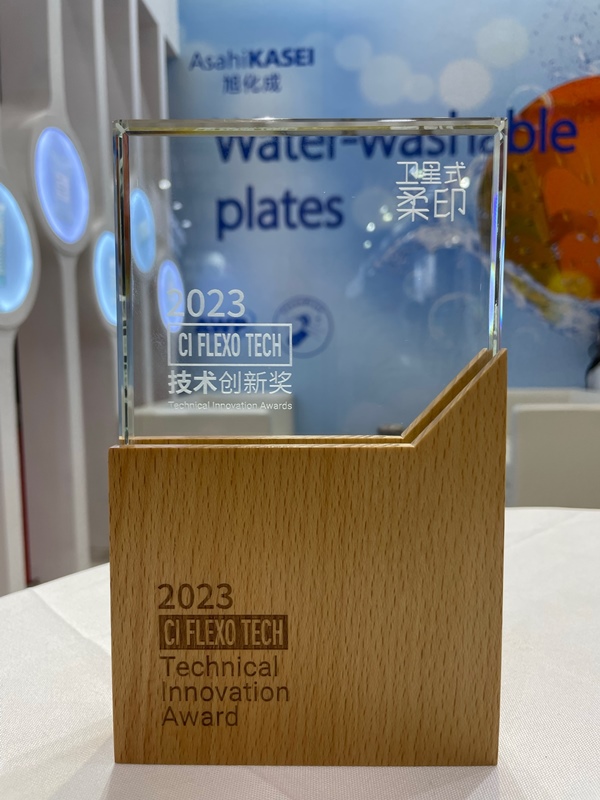 AsahiKASEI
旭化成
Water-washable
plates
卫星式
柔印
2023
CI FLEXO TECH
技术创新奖
Technical Innovation Awards
2023
CI FLEXO TECH
Technical
Innovation
Award